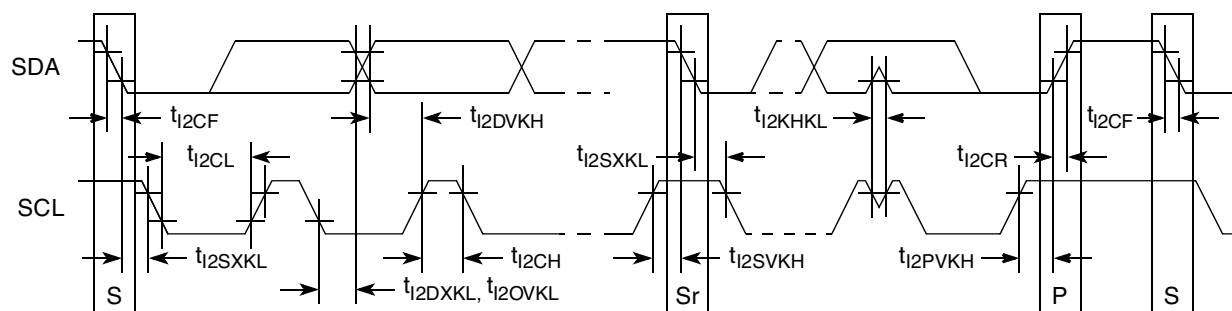 SDA
tI2CF
tI2DVKH
tI2KHKL
tI2CF
tI2CL
tI2SXKL
tI2CR
SCL
tI2SXKL
tI2CH
tI2SVKH
tI2PVKH
tI2DXKL, tI2OVKL
S
Sr
P
S